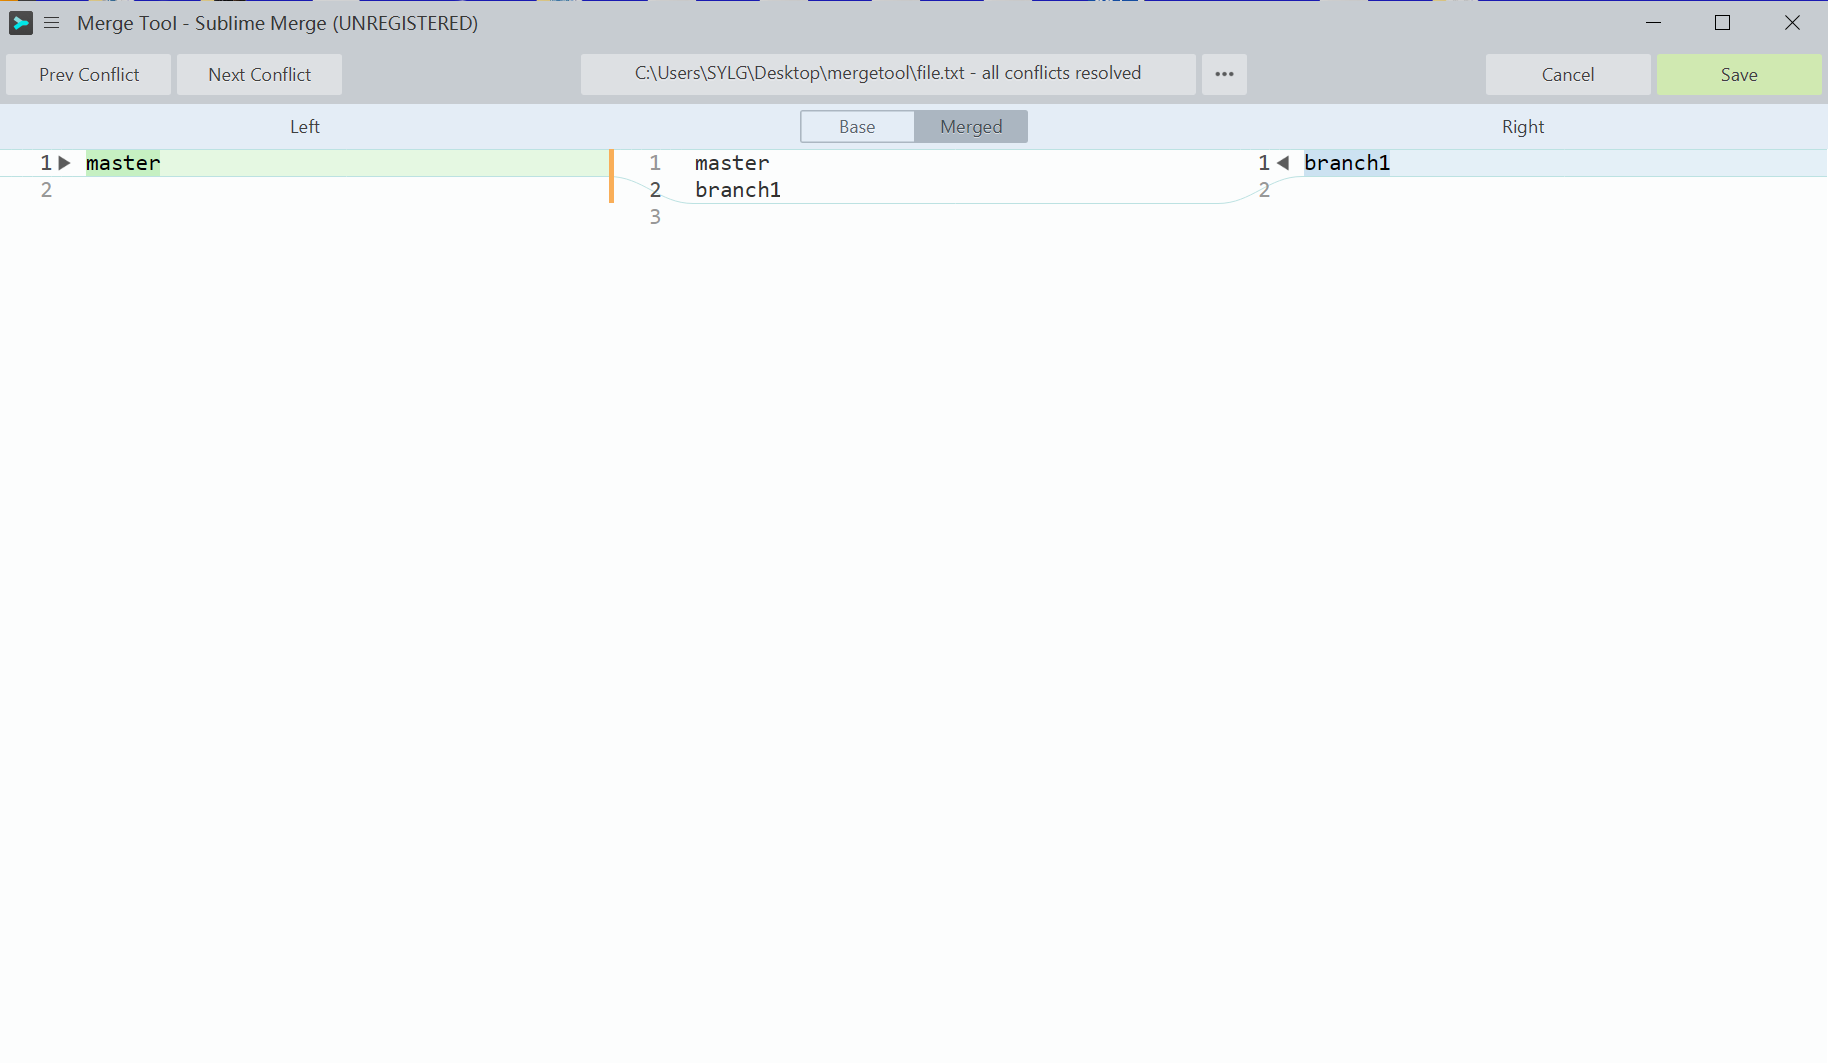 Merge Tool - Sublime Merge (UNREGISTERED)
Prev Conflict Next Conflict C:\Users\SYLG\Desktop\mergetool\file.txt - all conflicts resolved ••• Cancel Save
Left Base Merged Right
1 master 1 master 1 branch1
2 2 branch1 2
3